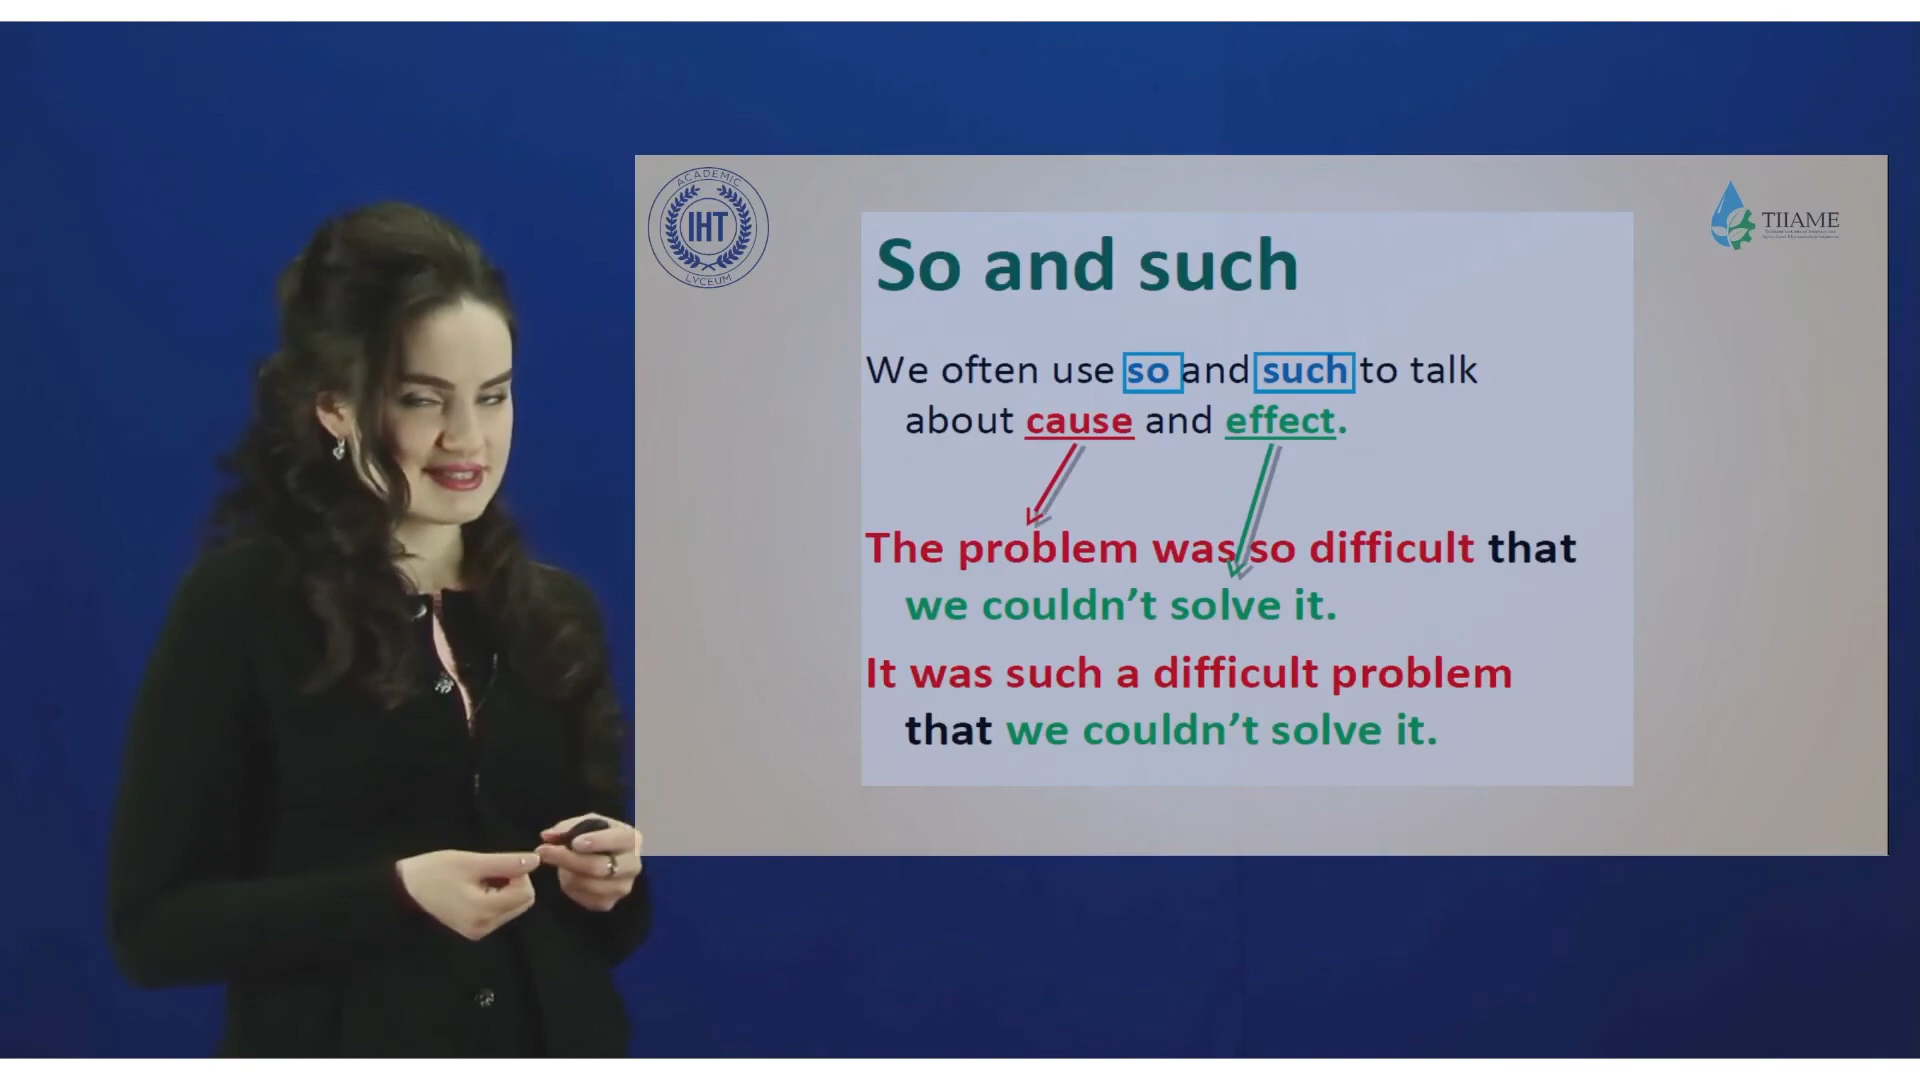 ACADEMIC
IHT
LYCEUM
TIIAME
So and such
We often use so and such to talk
about cause and effect.
The problem was so difficult that
we couldn’t solve it.
It was such a difficult problem
that we couldn’t solve it.